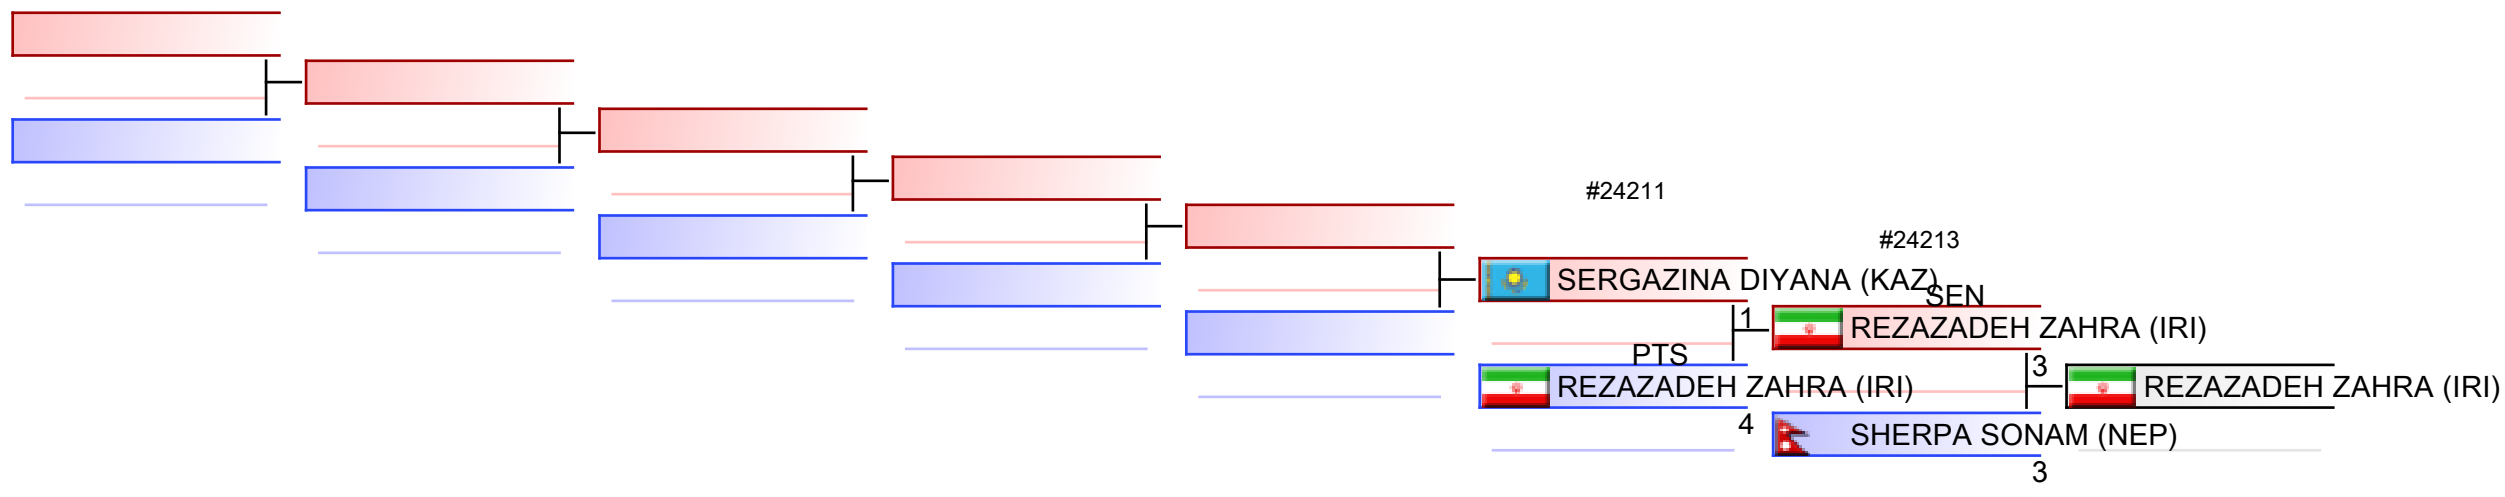 #24211
#24213
SERGAZINA DIYANA (KAZ)
SEN
1
REZAZADEH ZAHRA (IRI)
PTS
3
REZAZADEH ZAHRA (IRI)
REZAZADEH ZAHRA (IRI)
4
SHERPA SONAM (NEP)
3